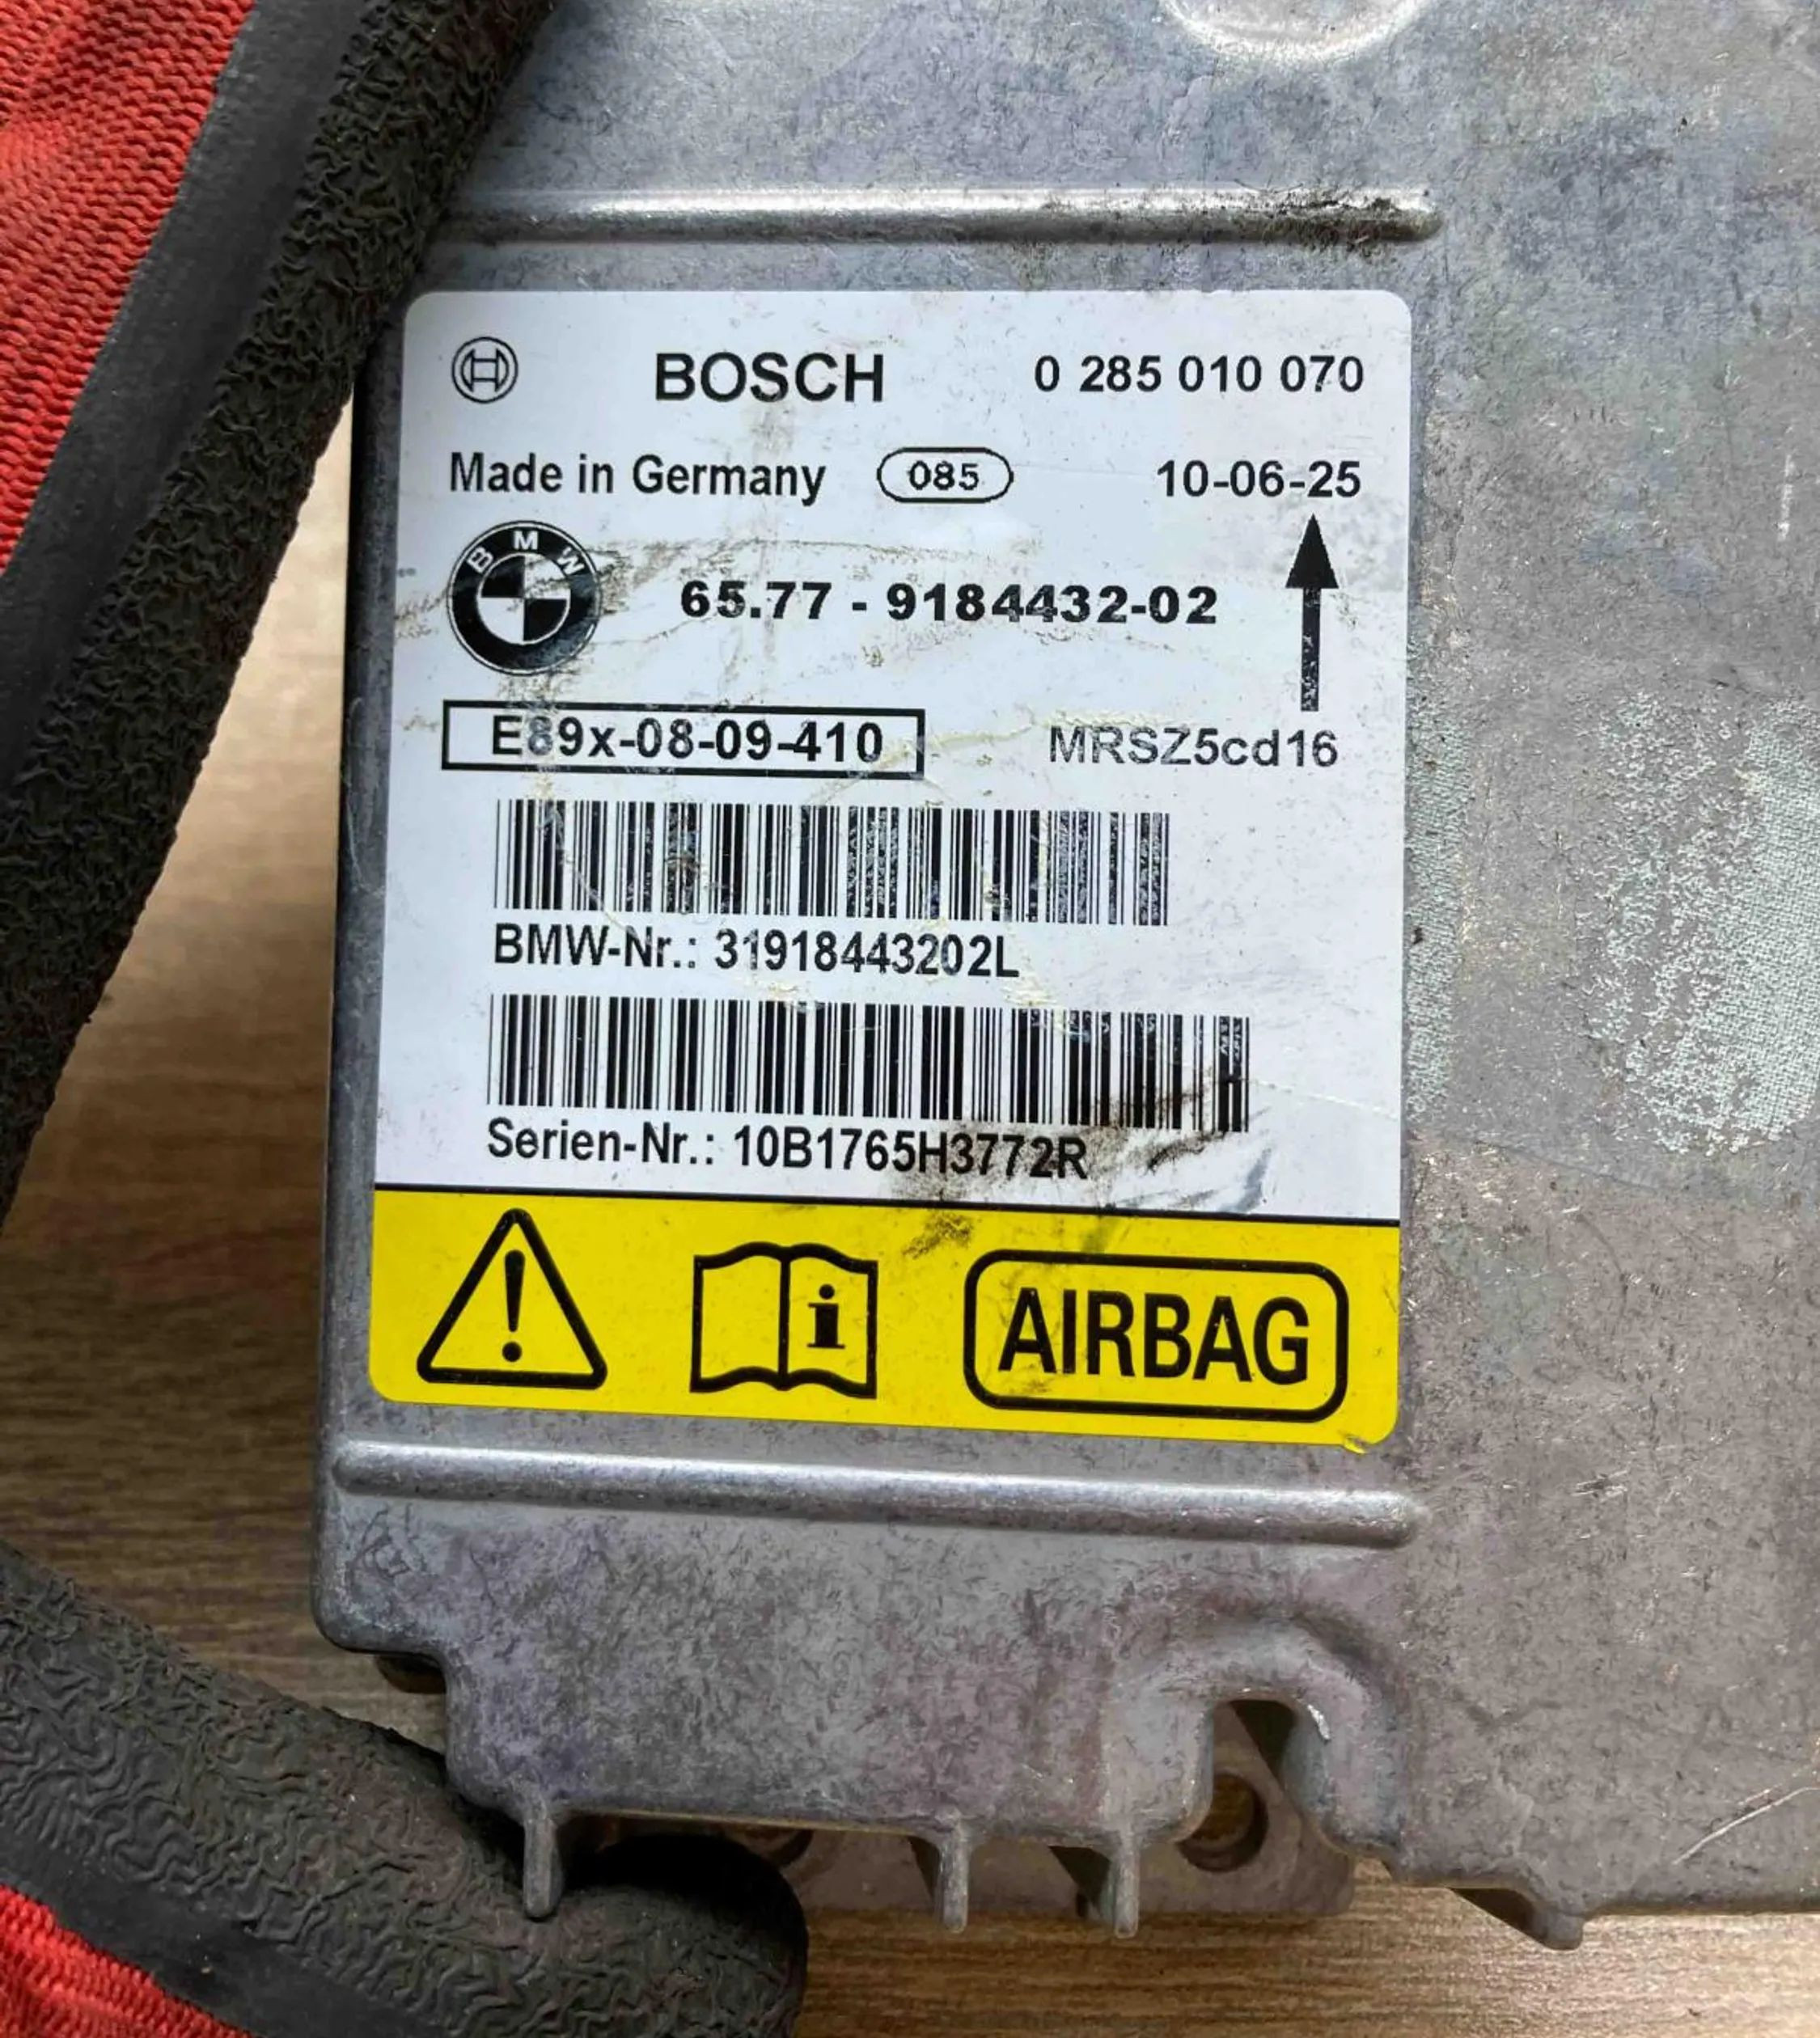 BOSCH 0 285 010 070
Made in Germany 085 10-06-25
BMW 65.77 - 9184432-02
E89x-08-09-410 MRSZ5cd16
BMW-Nr.: 31918443202L
Serien-Nr.: 10B1765H3772R
i AIRBAG